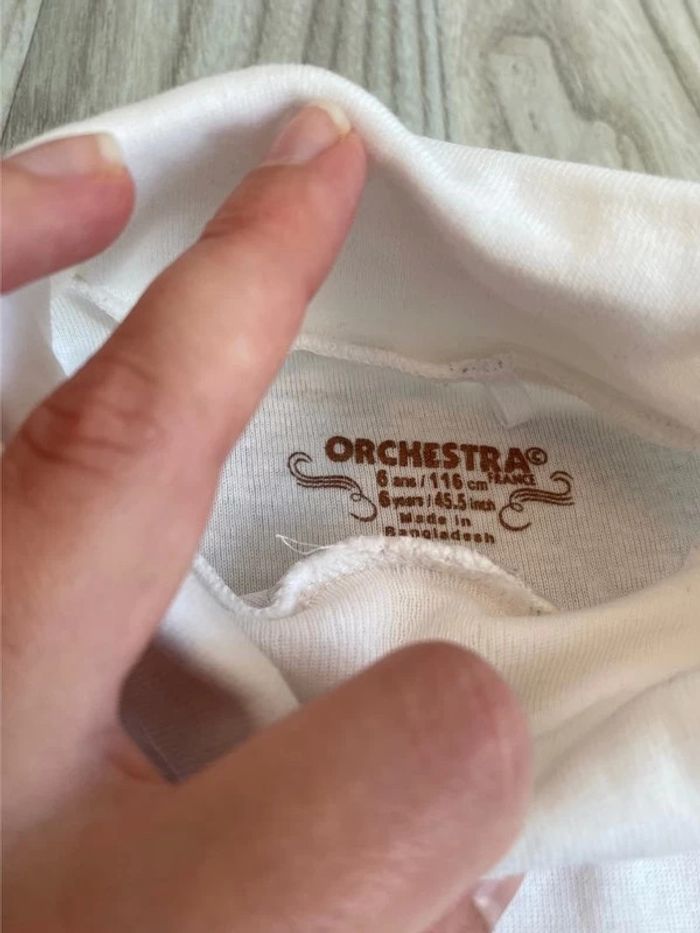 ORCHESTRA©
FRANCE
6 ans / 116 cm
6 years / 45.5 inch
Made in
Bangladesh